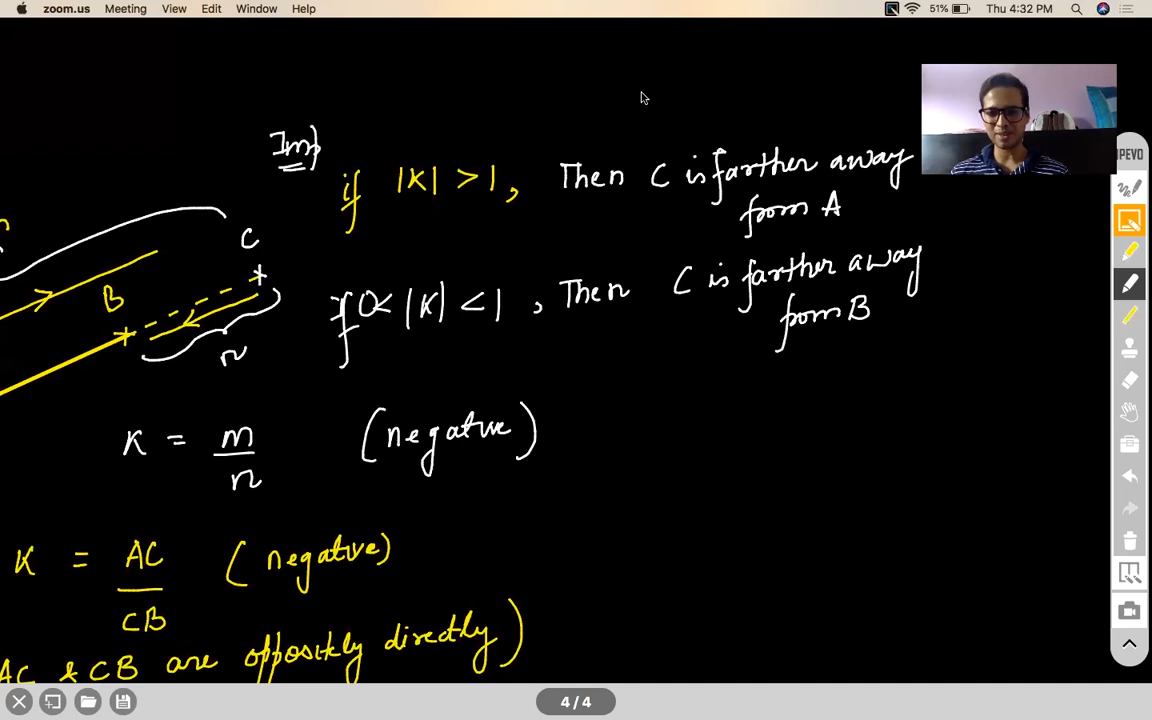 zoom.us Meeting View Edit Window Help 51% Thu 4:32 PM
IPEVO
Imp
if |K| > 1, Then C is farther away
from A
if 0 < |K| < 1, Then C is farther away
from B
C
B
n
K = m/n (negative)
K = AC/CB (negative)
AC & CB are oppositly directly)
4/4